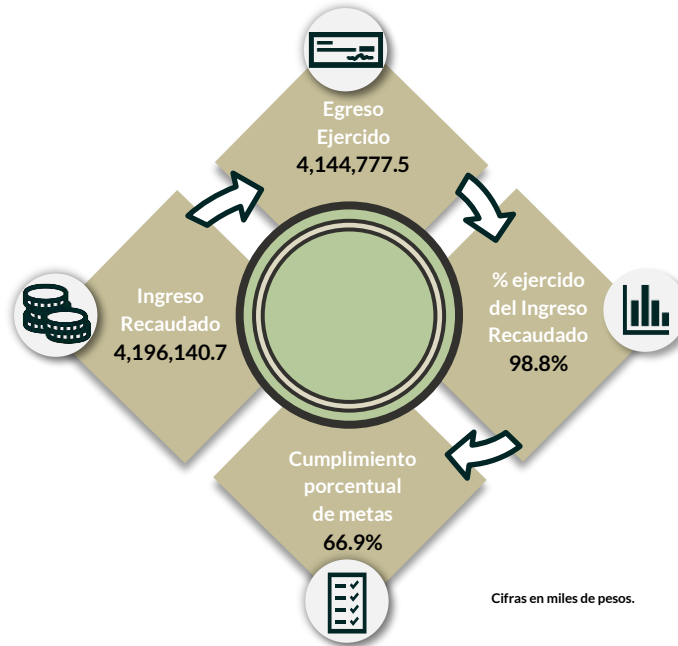 Egreso
Ejercido
4,144,777.5
Ingreso
Recaudado
4,196,140.7
% ejercido
del Ingreso
Recaudado
98.8%
Cumplimiento
porcentual
de metas
66.9%
Cifras en miles de pesos.